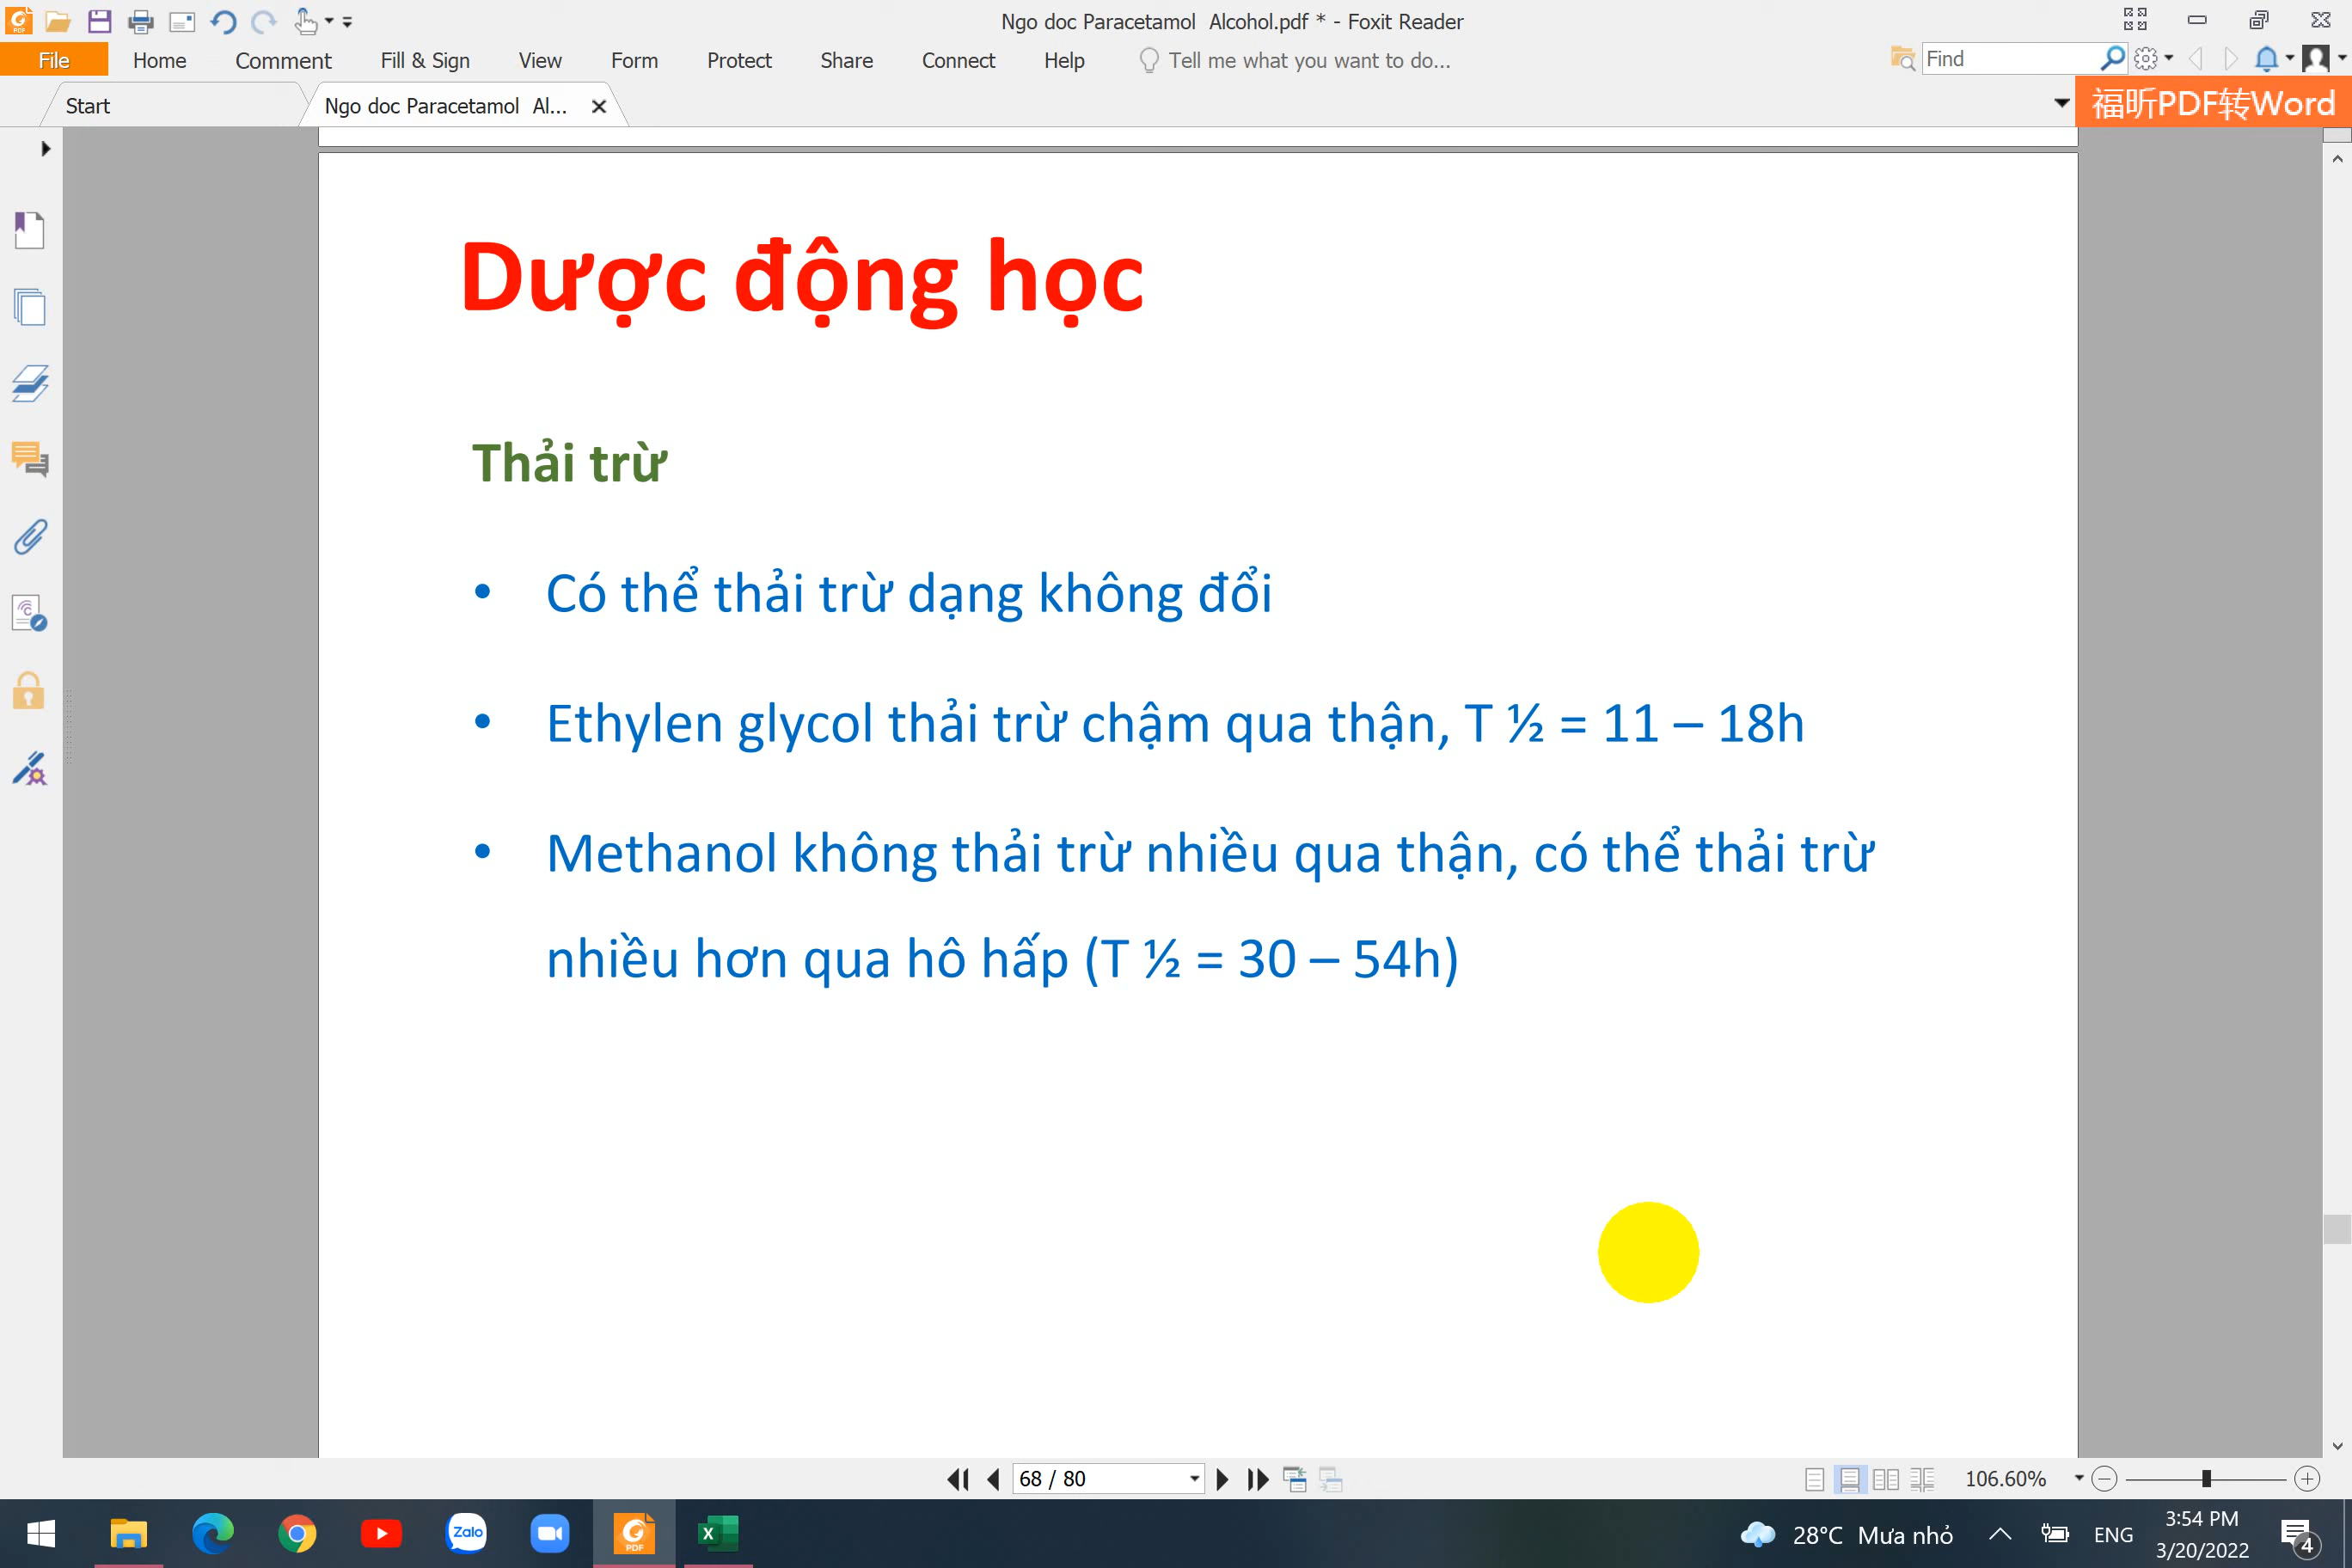 Ngo doc Paracetamol  Alcohol.pdf * - Foxit Reader
File Home Comment Fill & Sign View Form Protect Share Connect Help Tell me what you want to do... Find
Start Ngo doc Paracetamol  Al... 福昕PDF转Word
Dược động học
Thải trừ
• Có thể thải trừ dạng không đổi
• Ethylen glycol thải trừ chậm qua thận, T ½ = 11 – 18h
• Methanol không thải trừ nhiều qua thận, có thể thải trừ
nhiều hơn qua hô hấp (T ½ = 30 – 54h)
68 / 80 106.60%
Zalo PDF X 28°C Mưa nhỏ ENG 3:54 PM
3/20/2022 4